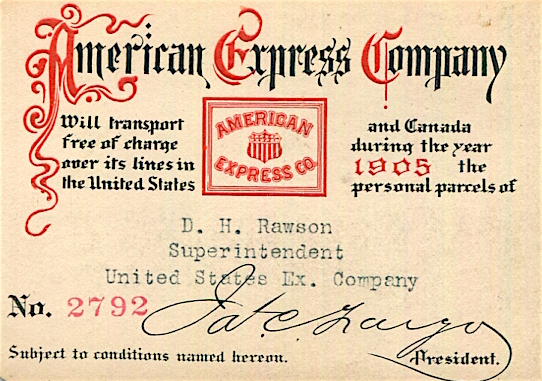 American Express Company
Will transport
free of charge
over its lines in
the United States
AMERICAN
EXPRESS CO.
and Canada
during the year
1905 the
personal parcels of
D. H. Rawson
Superintendent
United States Ex. Company
No. 2792
Jas. C. Fargo
Subject to conditions named hereon.
President.